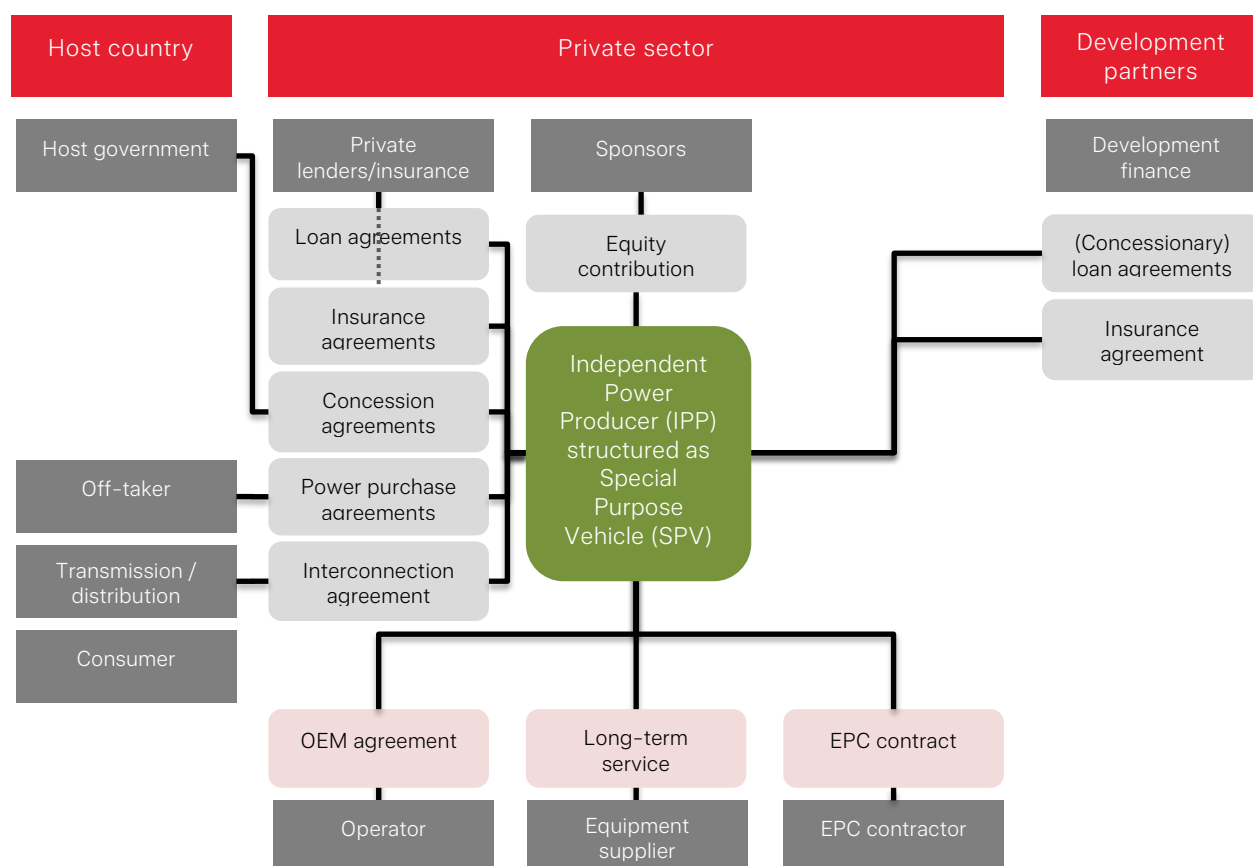 Host country
Private sector
Development
partners
Host government
Private
lenders/insurance
Sponsors
Development
finance
Loan agreements
Equity
contribution
(Concessionary)
loan agreements
Insurance
agreements
Insurance
agreement
Independent
Power
Producer (IPP)
structured as
Special
Purpose
Vehicle (SPV)
Concession
agreements
Off-taker
Power purchase
agreements
Transmission /
distribution
Interconnection
agreement
Consumer
OEM agreement
Long-term
service
EPC contract
Operator
Equipment
supplier
EPC contractor